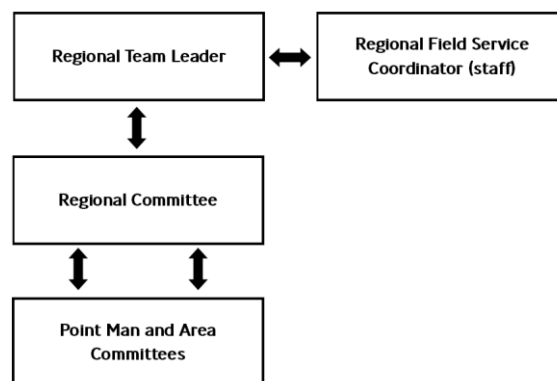 Regional Team Leader
Regional Field Service
Coordinator (staff)
Regional Committee
Point Man and Area
Committees